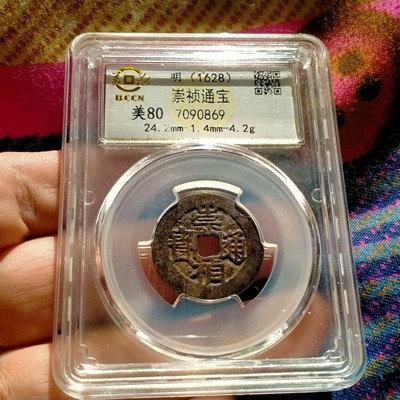 BCCN
明 (1628)
崇祯通宝
美80 7090869
24.2mm-1.4mm-4.2g
崇
寶 通
禎